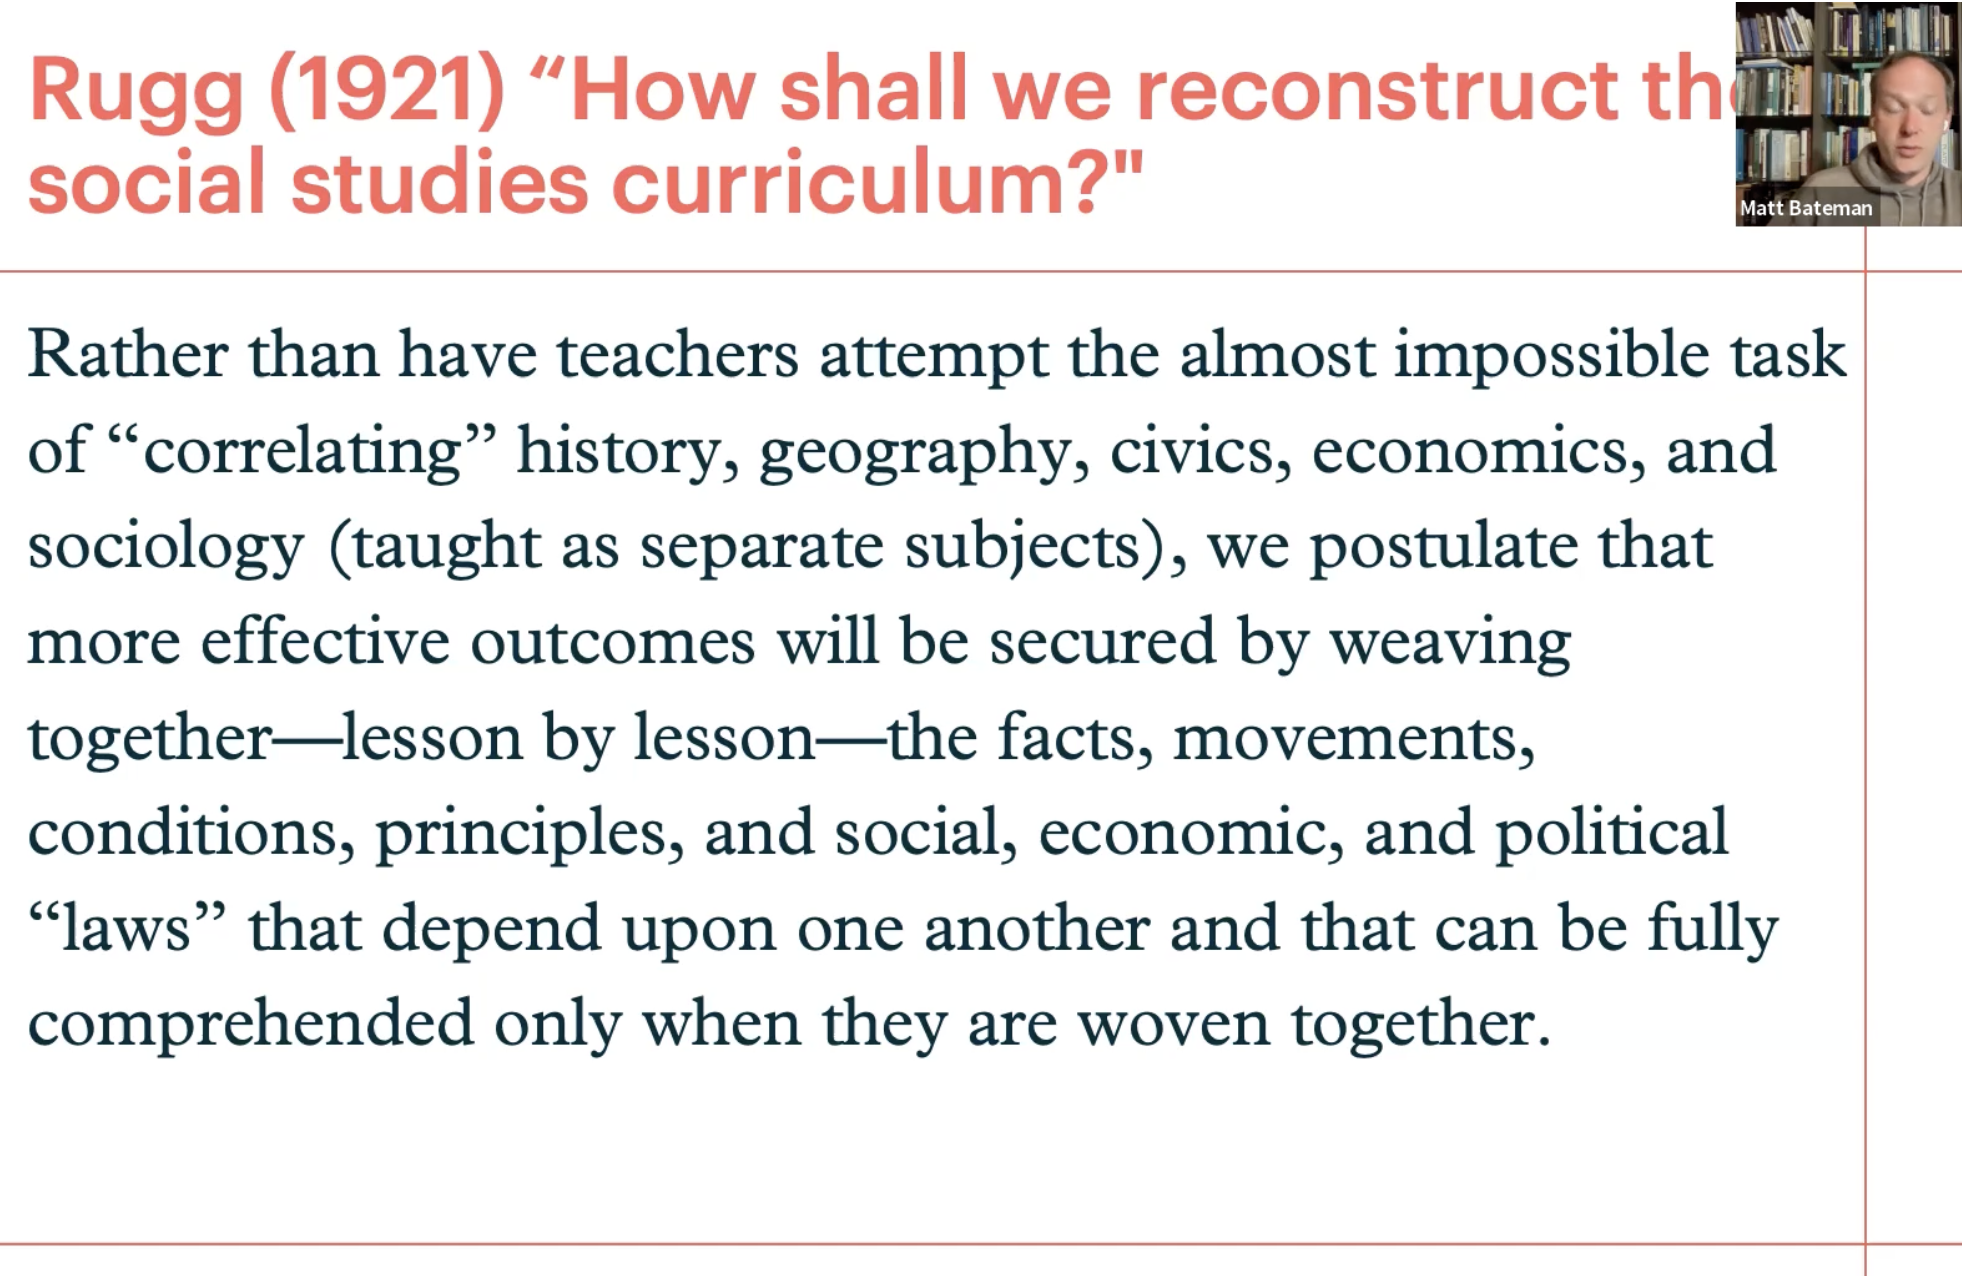 Rugg (1921) “How shall we reconstruct the
social studies curriculum?"
Matt Bateman
Rather than have teachers attempt the almost impossible task
of “correlating” history, geography, civics, economics, and
sociology (taught as separate subjects), we postulate that
more effective outcomes will be secured by weaving
together—lesson by lesson—the facts, movements,
conditions, principles, and social, economic, and political
“laws” that depend upon one another and that can be fully
comprehended only when they are woven together.